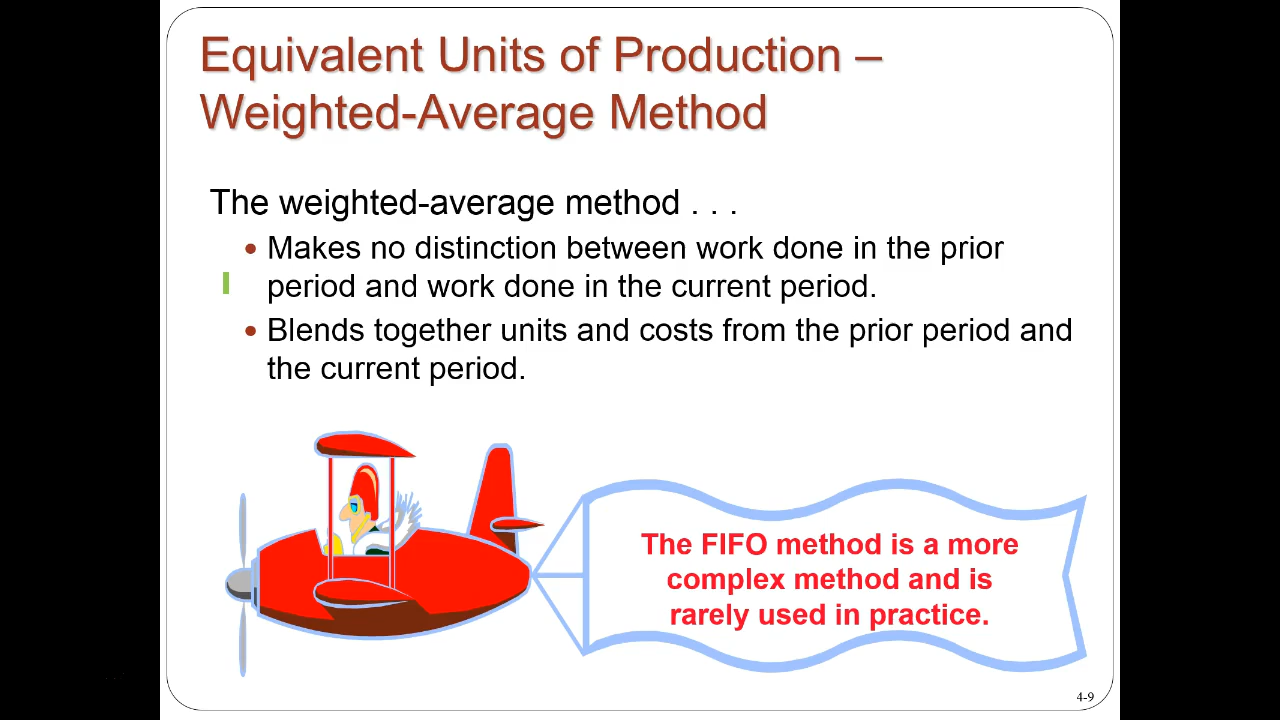 Equivalent Units of Production –
Weighted-Average Method
The weighted-average method . . .
• Makes no distinction between work done in the prior
period and work done in the current period.
• Blends together units and costs from the prior period and
the current period.
The FIFO method is a more
complex method and is
rarely used in practice.
4-9